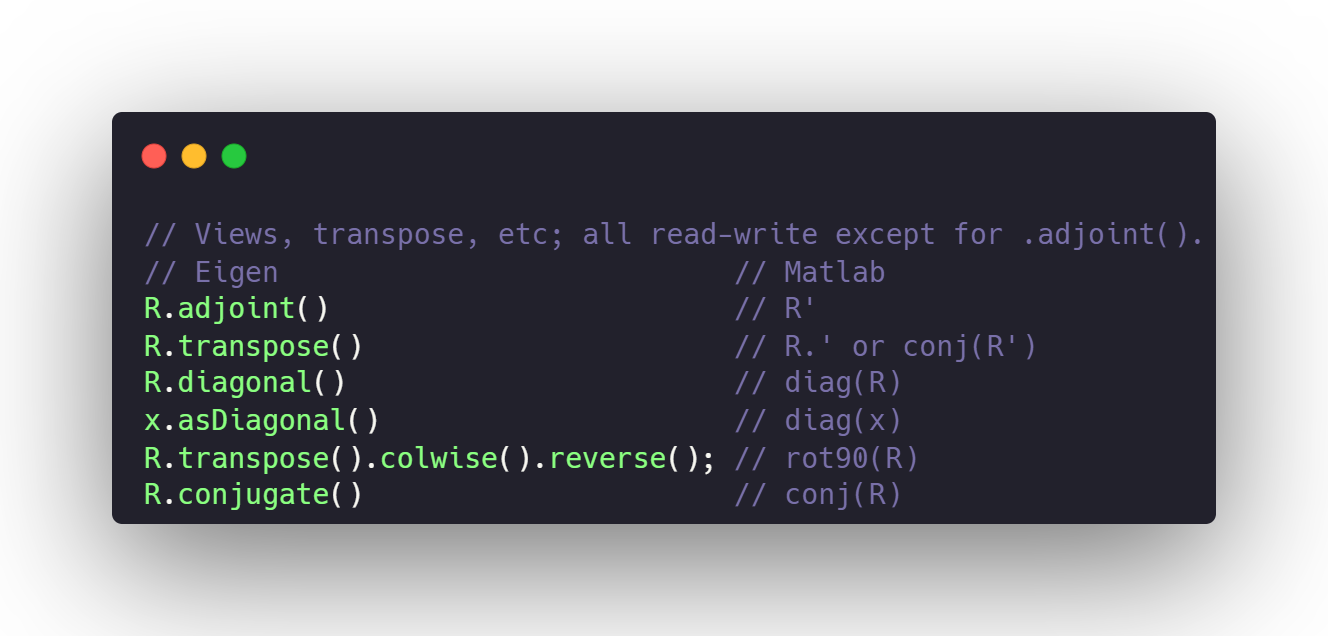 // Views, transpose, etc; all read-write except for .adjoint().
// Eigen                           // Matlab
R.adjoint()                        // R'
R.transpose()                      // R.' or conj(R')
R.diagonal()                       // diag(R)
x.asDiagonal()                     // diag(x)
R.transpose().colwise().reverse(); // rot90(R)
R.conjugate()                      // conj(R)